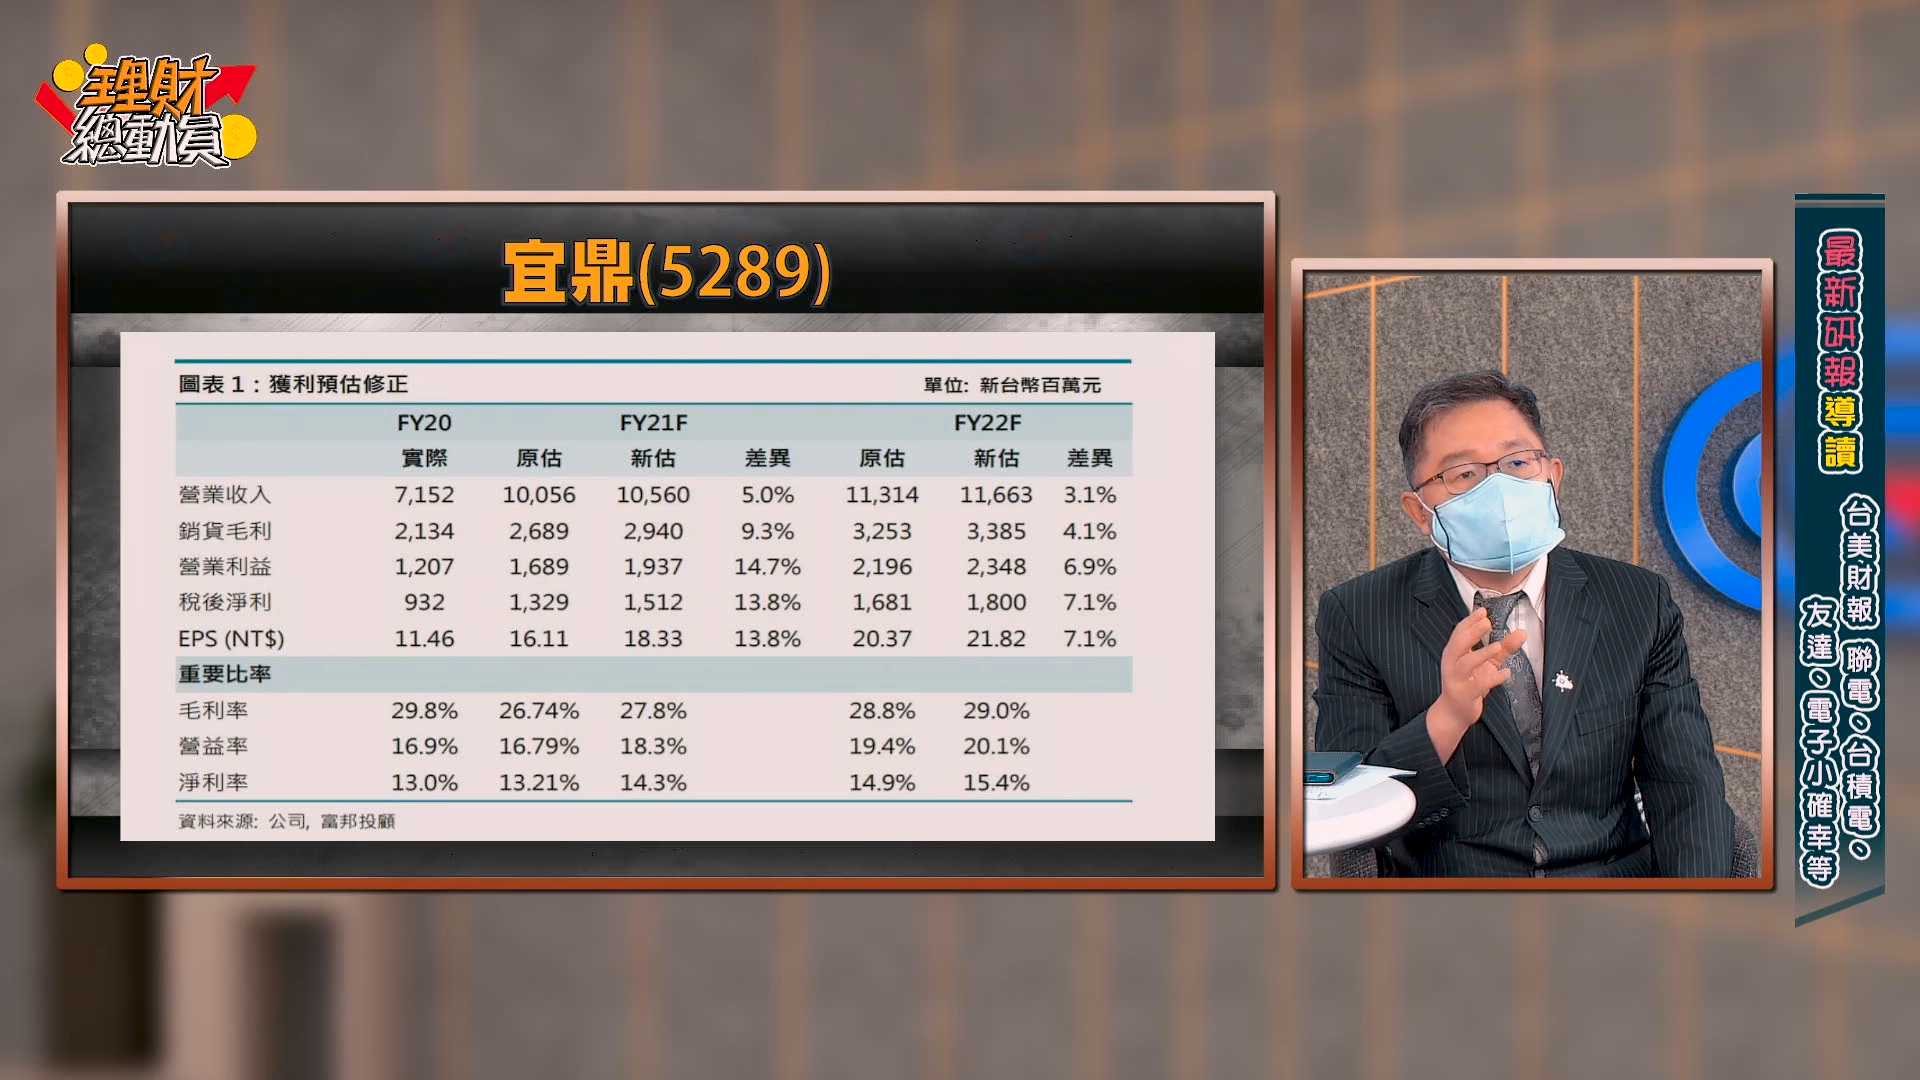 理財
總動員
宜鼎(5289)
圖表 1：獲利預估修正 單位: 新台幣百萬元
FY20 FY21F FY22F
實際 原估 新估 差異 原估 新估 差異
營業收入 7,152 10,056 10,560 5.0% 11,314 11,663 3.1%
銷貨毛利 2,134 2,689 2,940 9.3% 3,253 3,385 4.1%
營業利益 1,207 1,689 1,937 14.7% 2,196 2,348 6.9%
稅後淨利 932 1,329 1,512 13.8% 1,681 1,800 7.1%
EPS (NT$) 11.46 16.11 18.33 13.8% 20.37 21.82 7.1%
重要比率
毛利率 29.8% 26.74% 27.8% 28.8% 29.0%
營益率 16.9% 16.79% 18.3% 19.4% 20.1%
淨利率 13.0% 13.21% 14.3% 14.9% 15.4%
資料來源: 公司, 富邦投顧
最新研報導讀
台美財報 聯電。台積電。
友達。電子小確幸等